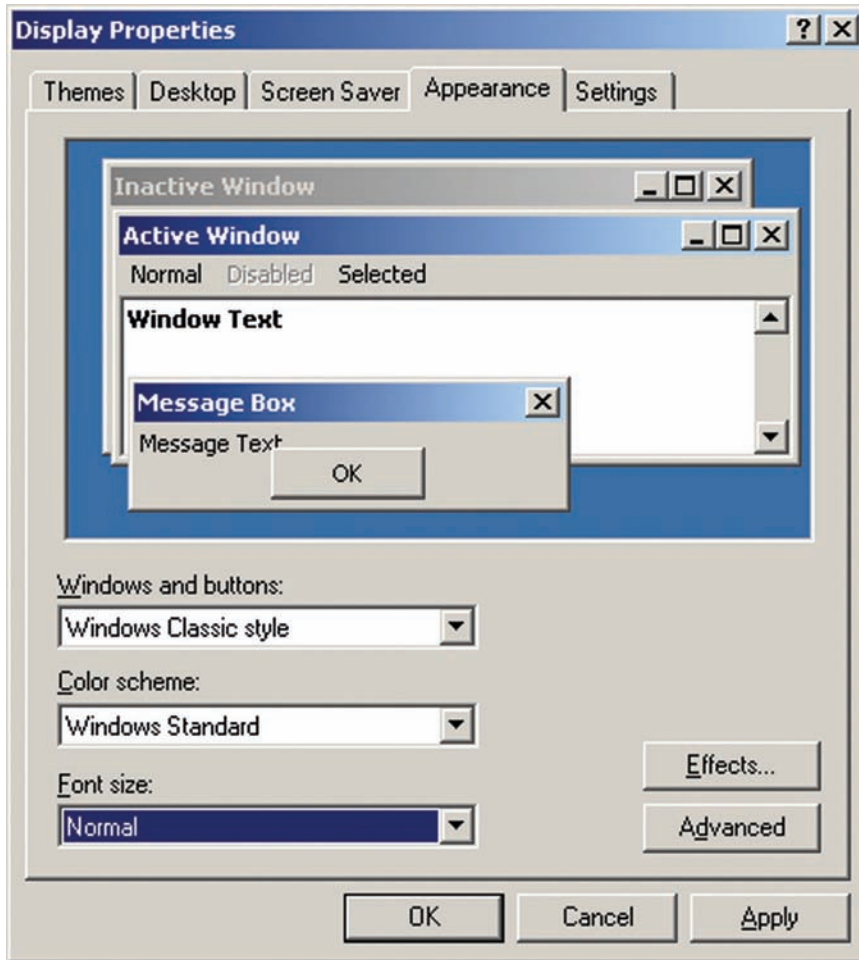 Display Properties
Themes Desktop Screen Saver Appearance Settings
Inactive Window
Active Window
Normal Disabled Selected
Window Text
Message Box
Message Text
OK
Windows and buttons:
Windows Classic style
Color scheme:
Windows Standard
Effects...
Font size:
Normal
Advanced
OK Cancel Apply